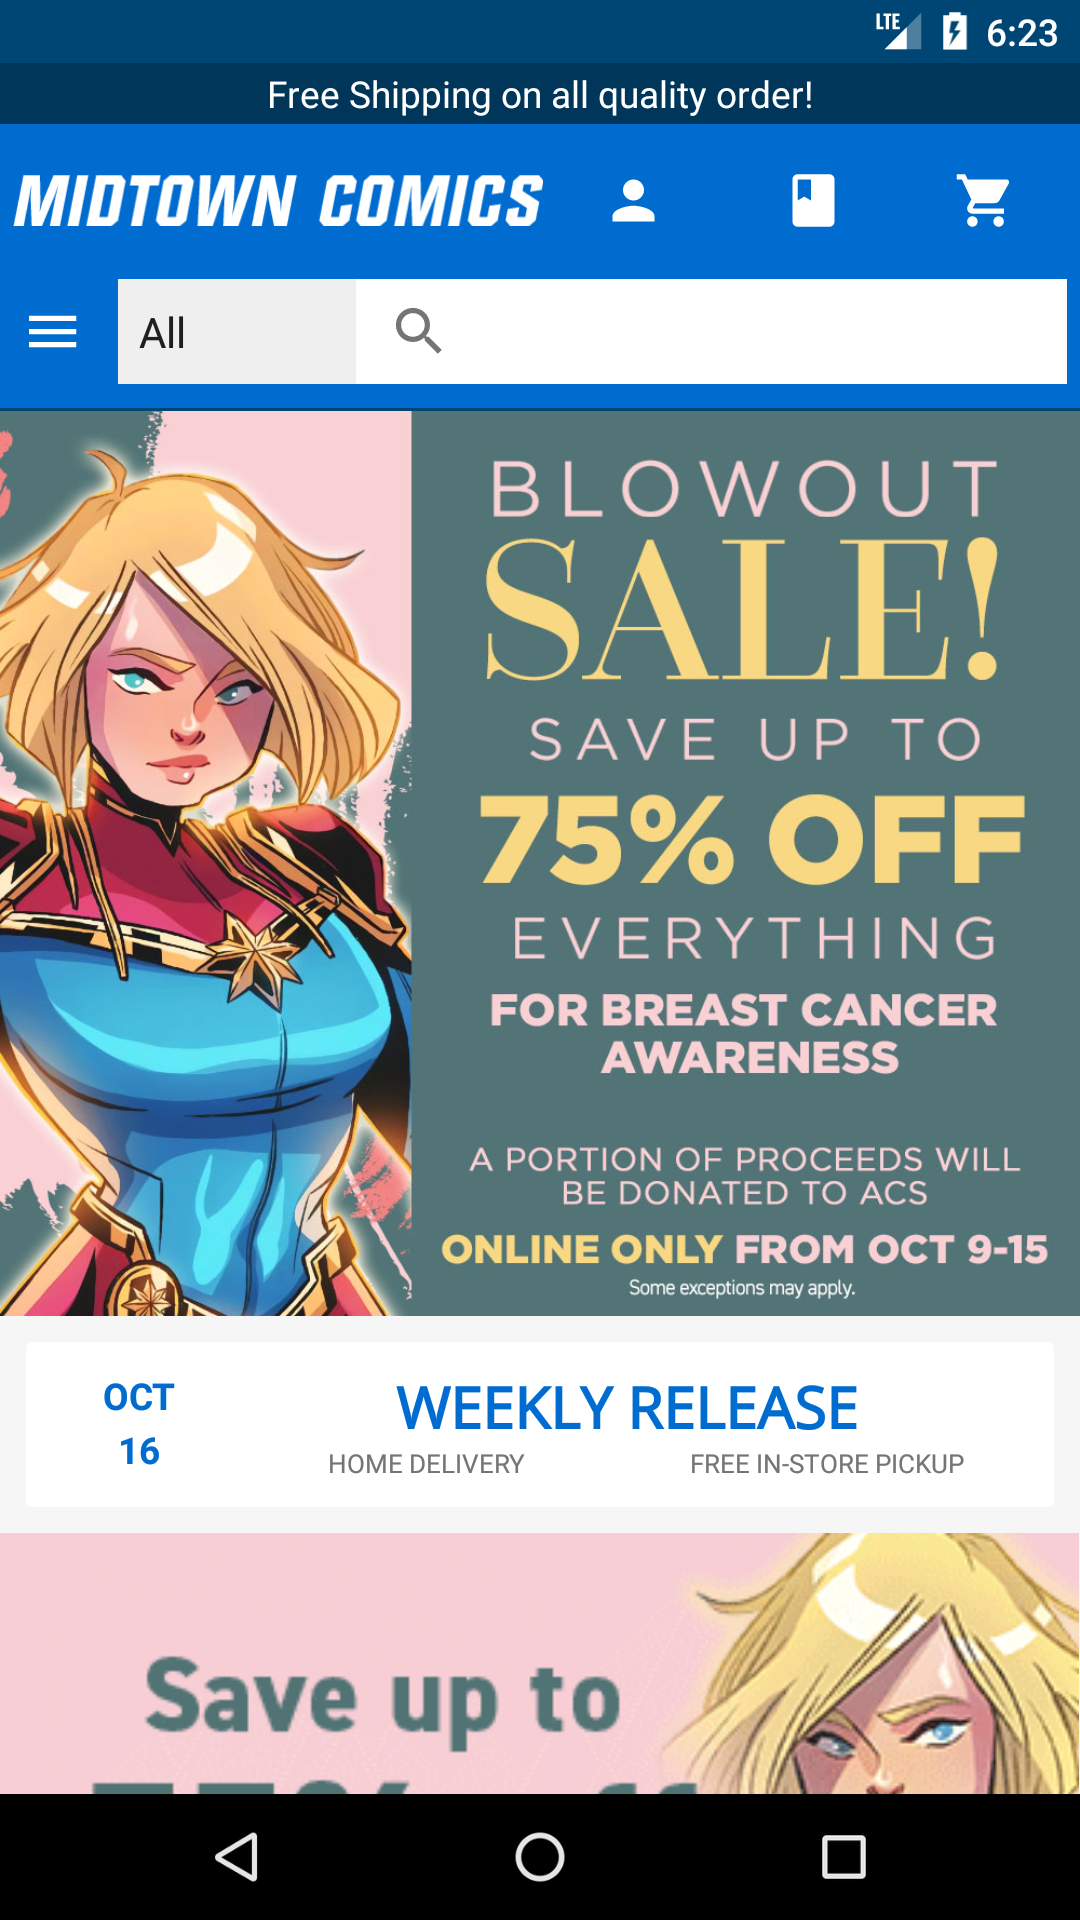 LTE 6:23
Free Shipping on all quality order!
MIDTOWN COMICS
All
BLOWOUT
SALE!
SAVE UP TO
75% OFF
EVERYTHING
FOR BREAST CANCER
AWARENESS
A PORTION OF PROCEEDS WILL
BE DONATED TO ACS
ONLINE ONLY FROM OCT 9-15
Some exceptions may apply.
OCT
16
WEEKLY RELEASE
HOME DELIVERY FREE IN-STORE PICKUP
Save up to